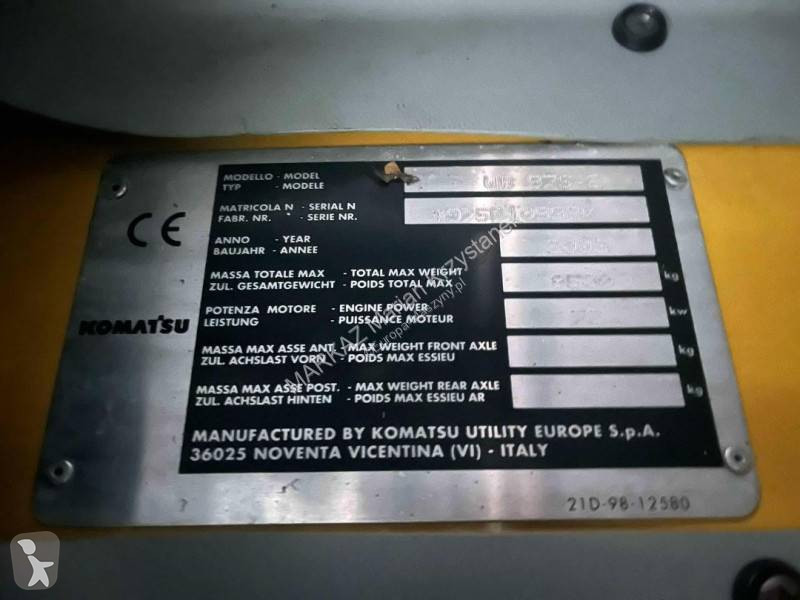 MODELLO - MODEL
TYP - MODELE
MATRICOLA N - SERIAL N
FABR. NR. - SERIE NR.
ANNO - YEAR
BAUJAHR - ANNEE
MASSA TOTALE MAX - TOTAL MAX WEIGHT
ZUL. GESAMTGEWICHT - POIDS TOTAL MAX
kg
POTENZA MOTORE - ENGINE POWER
LEISTUNG - PUISSANCE MOTEUR
kw
MASSA MAX ASSE ANT. - MAX WEIGHT FRONT AXLE
ZUL. ACHSLAST VORN - POIDS MAX ESSIEU
kg
MASSA MAX ASSE POST. - MAX WEIGHT REAR AXLE
ZUL. ACHSLAST HINTEN - POIDS MAX ESSIEU AR
kg
CE
KOMATSU
MANUFACTURED BY KOMATSU UTILITY EUROPE S.p.A.
36025 NOVENTA VICENTINA (VI) - ITALY
21D-98-12580
MARKAZ Marian